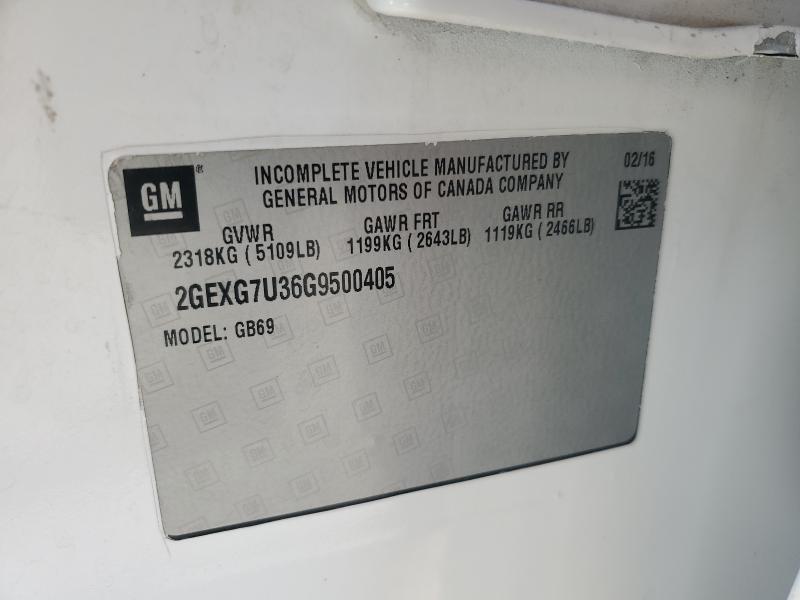 GM®
INCOMPLETE VEHICLE MANUFACTURED BY
GENERAL MOTORS OF CANADA COMPANY
02/16
GVWR
2318KG ( 5109LB)
GAWR FRT
1199KG ( 2643LB)
GAWR RR
1119KG ( 2466LB)
2GEXG7U36G9500405
MODEL: GB69